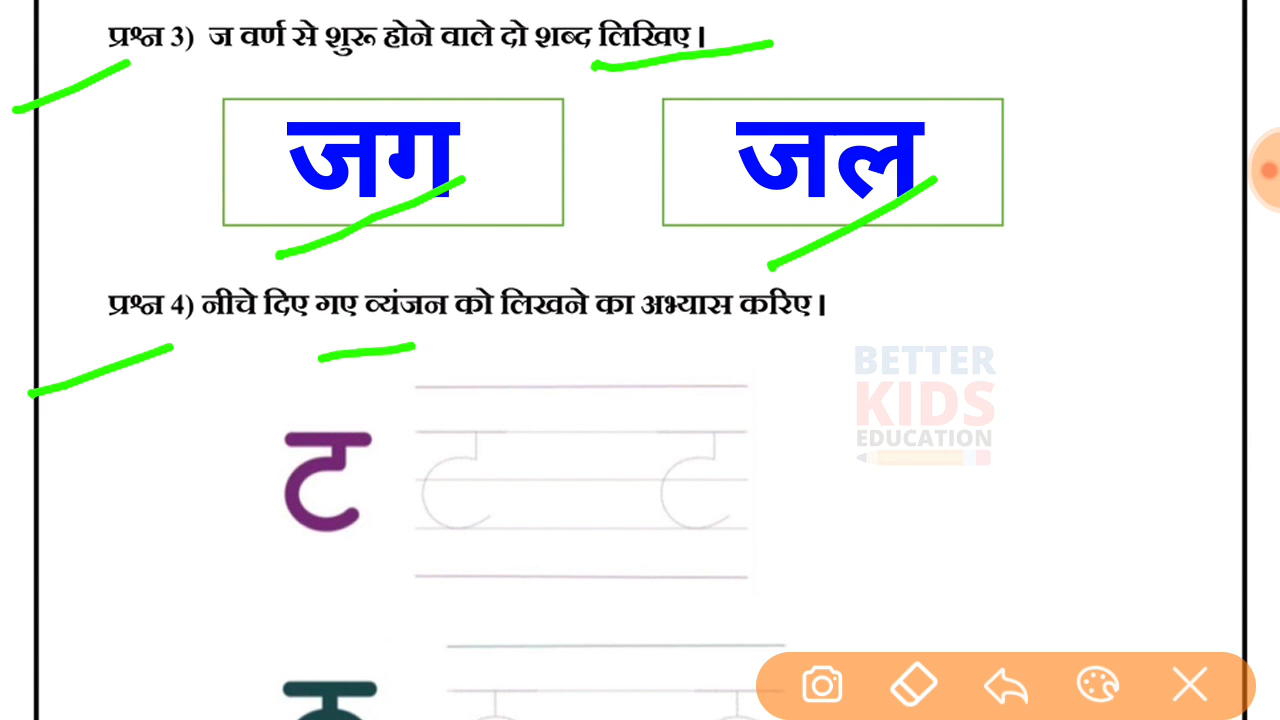 प्रश्न 3) ज वर्ण से शुरू होने वाले दो शब्द लिखिए।
जग जल
प्रश्न 4) नीचे दिए गए व्यंजन को लिखने का अभ्यास करिए।
BETTER
KIDS
EDUCATION
ट ट ट